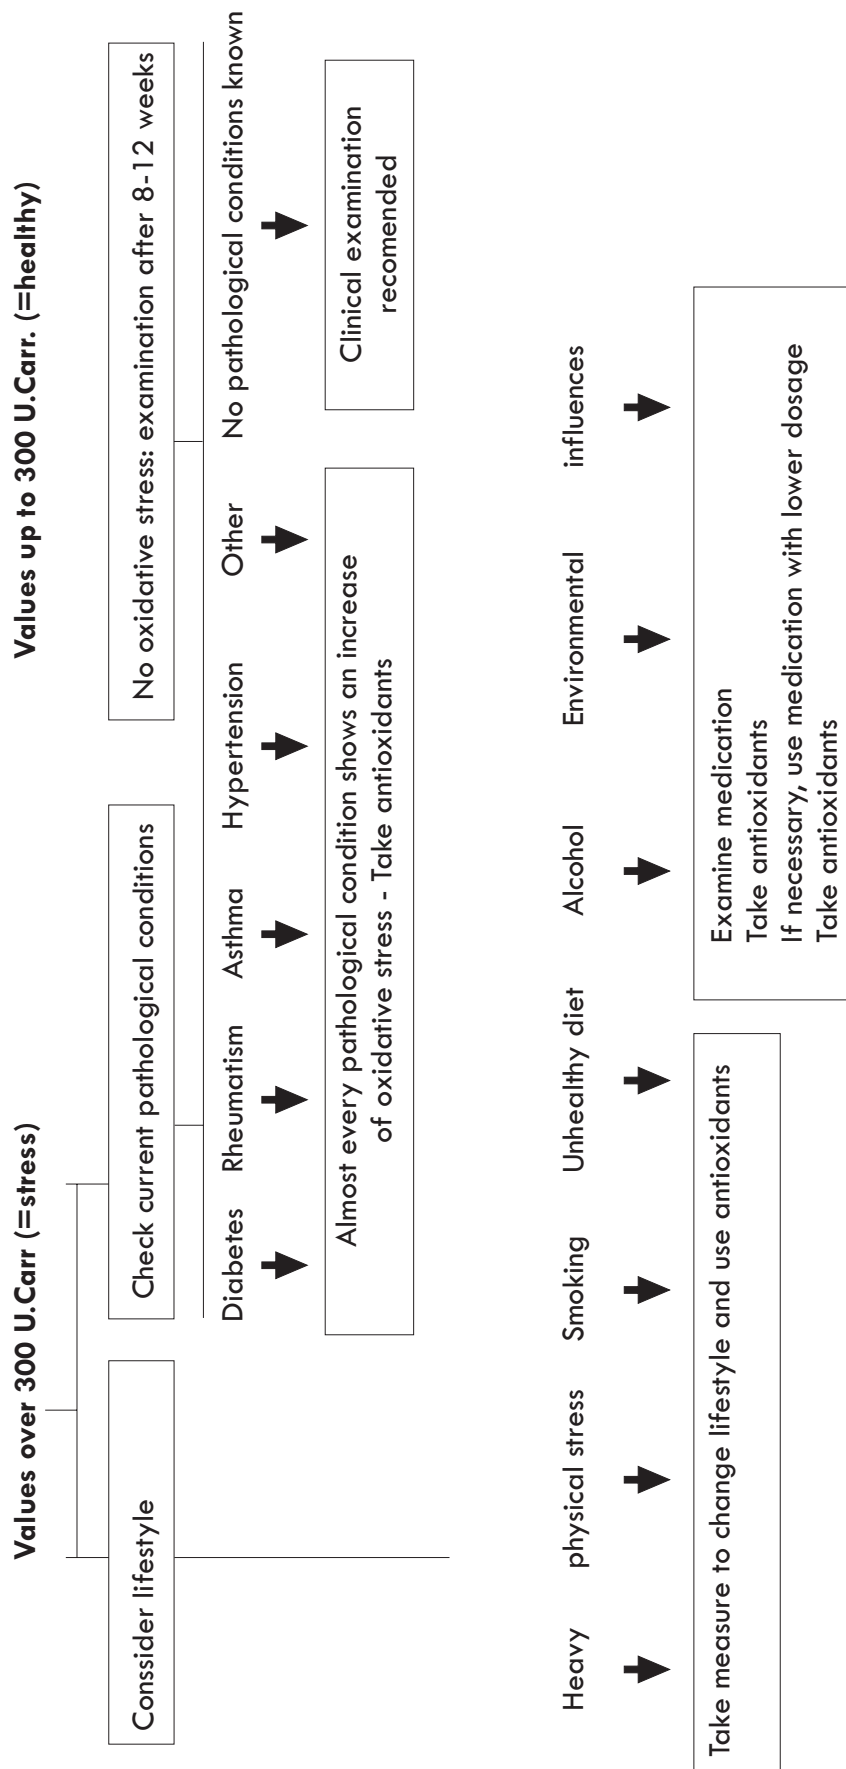 Values over 300 U.Carr (=stress)
Values up to 300 U.Carr. (=healthy)
Conssider lifestyle
Check current pathological conditions
No oxidative stress: examination after 8-12 weeks
Diabetes
Rheumatism
Asthma
Hypertension
Other
No pathological conditions known
Almost every pathological condition shows an increase
of oxidative stress - Take antioxidants
Clinical examination
recomended
Heavy
physical stress
Smoking
Unhealthy diet
Alcohol
Environmental
influences
Take measure to change lifestyle and use antioxidants
Examine medication
Take antioxidants
If necessary, use medication with lower dosage
Take antioxidants